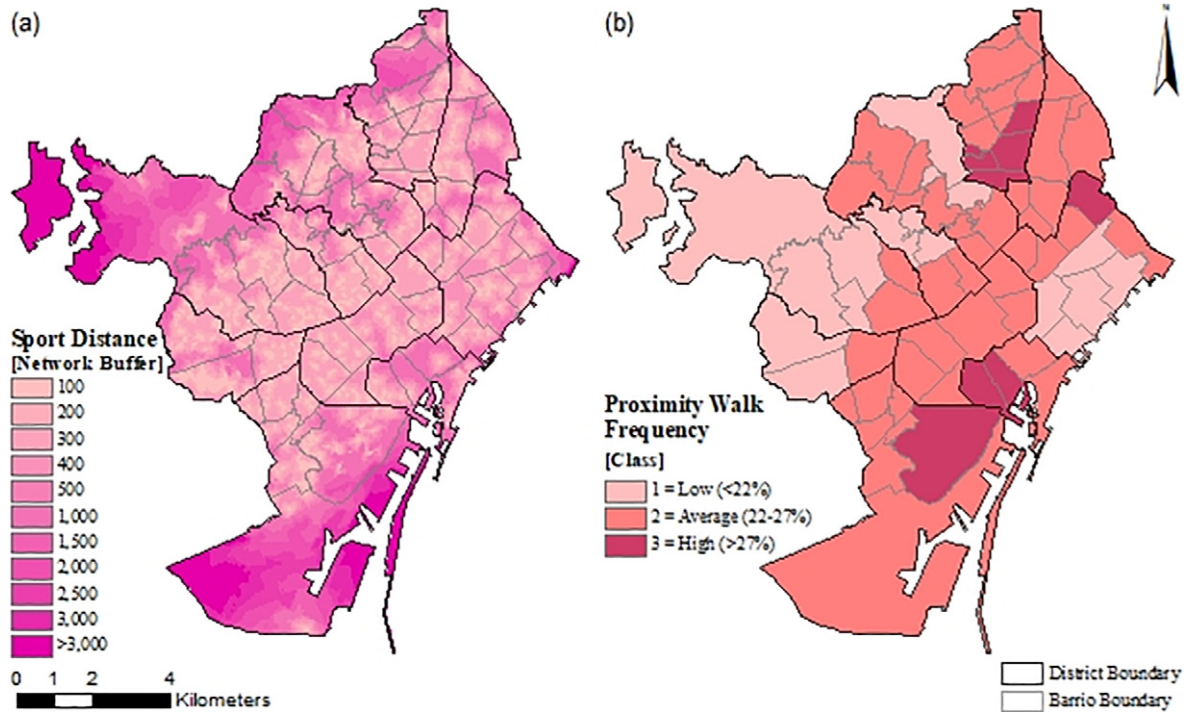 (a)
Sport Distance
[Network Buffer]
100
200
300
400
500
1,000
1,500
2,000
2,500
3,000
>3,000
0 1 2 4
Kilometers
(b)
N
Proximity Walk
Frequency
[Class]
1 = Low (<22%)
2 = Average (22-27%)
3 = High (>27%)
District Boundary
Barrio Boundary